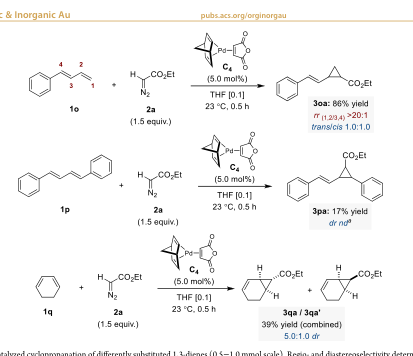 c & Inorganic Au
pubs.acs.org/orginorgau
4
2
3
1
1o
+
H
CO2Et
N2
2a
(1.5 equiv.)
Pd
O
O
O
C4
(5.0 mol%)
THF [0.1]
23 °C, 0.5 h
CO2Et
3oa: 86% yield
rr (1,2/3,4) >20:1
trans/cis 1.0:1.0
1p
+
H
CO2Et
N2
2a
(1.5 equiv.)
Pd
O
O
O
C4
(5.0 mol%)
THF [0.1]
23 °C, 0.5 h
CO2Et
3pa: 17% yield
dr nd a
1q
+
H
CO2Et
N2
2a
(1.5 equiv.)
Pd
O
O
O
C4
(5.0 mol%)
THF [0.1]
23 °C, 0.5 h
H
CO2Et
H
+
H
CO2Et
H
3qa / 3qa'
39% yield (combined)
5.0:1.0 dr
talyzed cyclopropanation of differently substituted 1,3-dienes (0.5−1.0 mmol scale). Regio- and diastereoselectivity